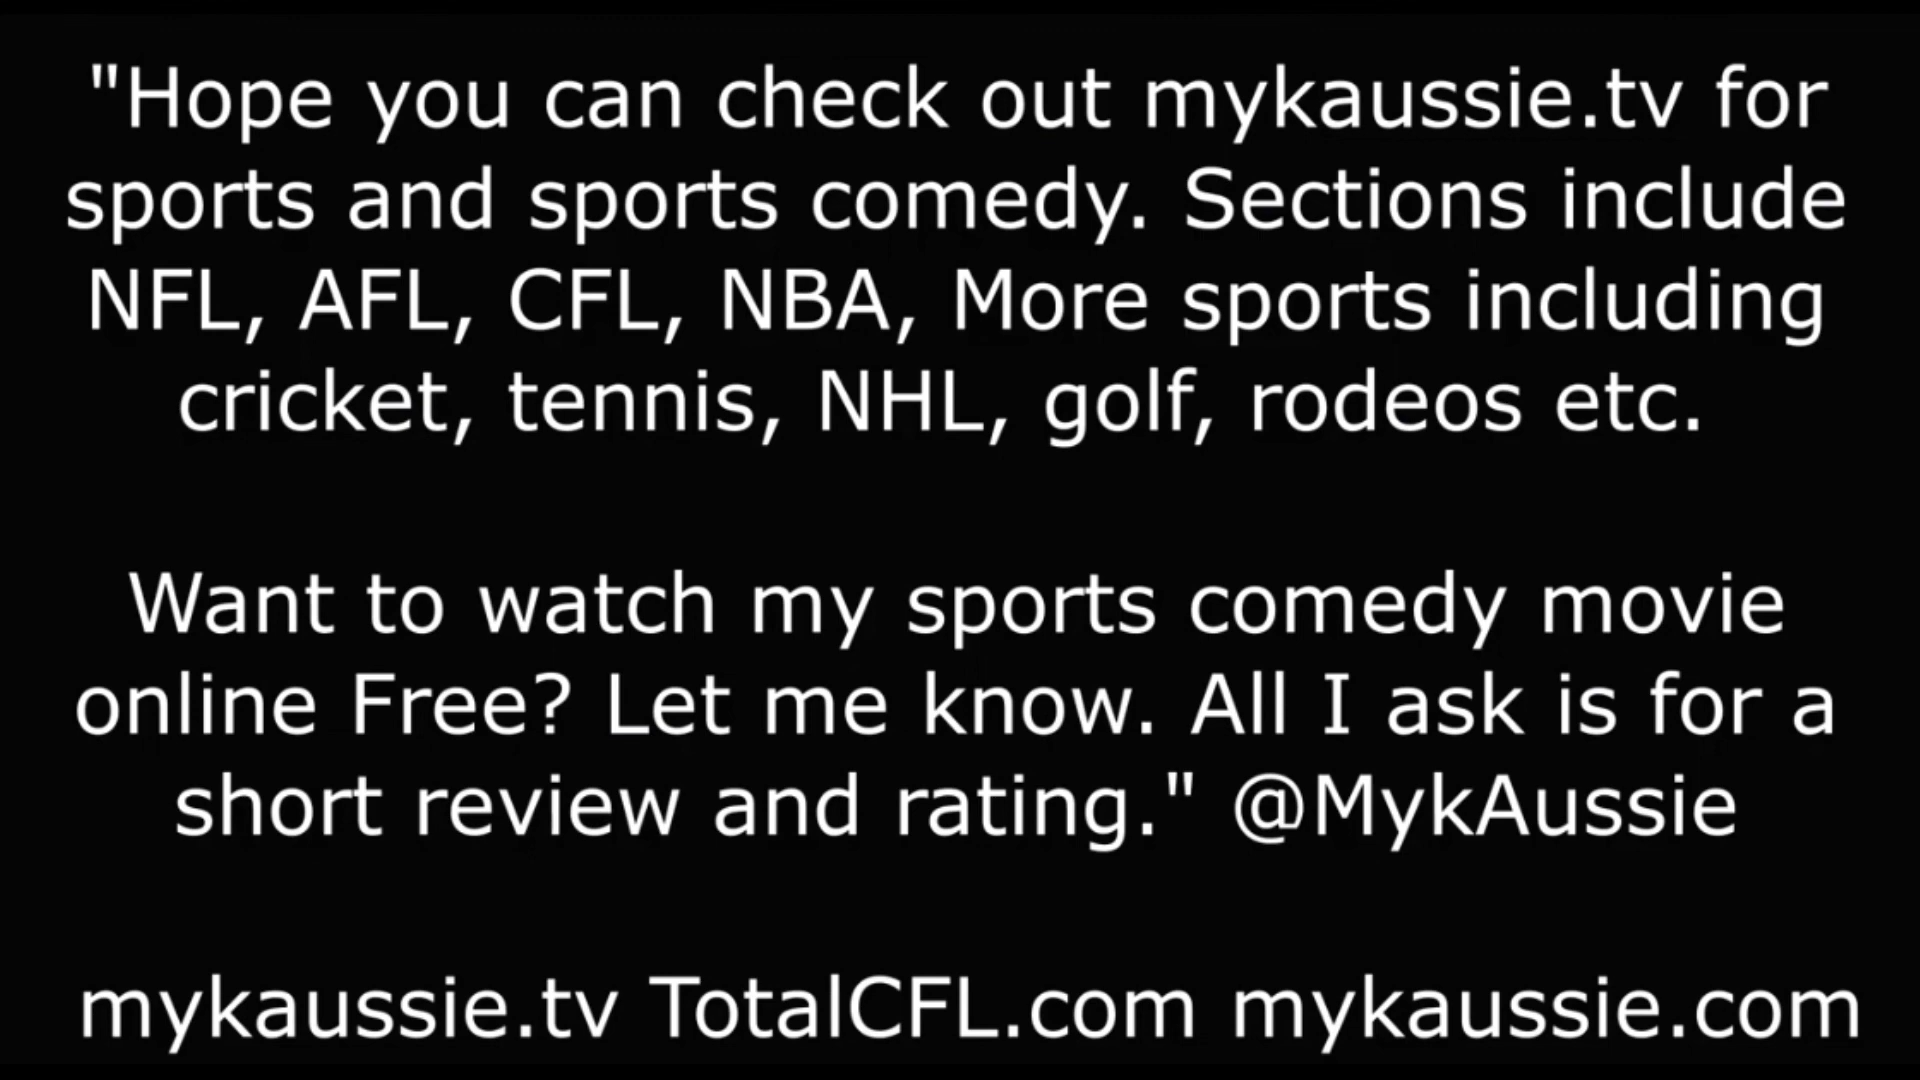 "Hope you can check out mykaussie.tv for
sports and sports comedy. Sections include
NFL, AFL, CFL, NBA, More sports including
cricket, tennis, NHL, golf, rodeos etc.
Want to watch my sports comedy movie
online Free? Let me know. All I ask is for a
short review and rating." @MykAussie
mykaussie.tv TotalCFL.com mykaussie.com